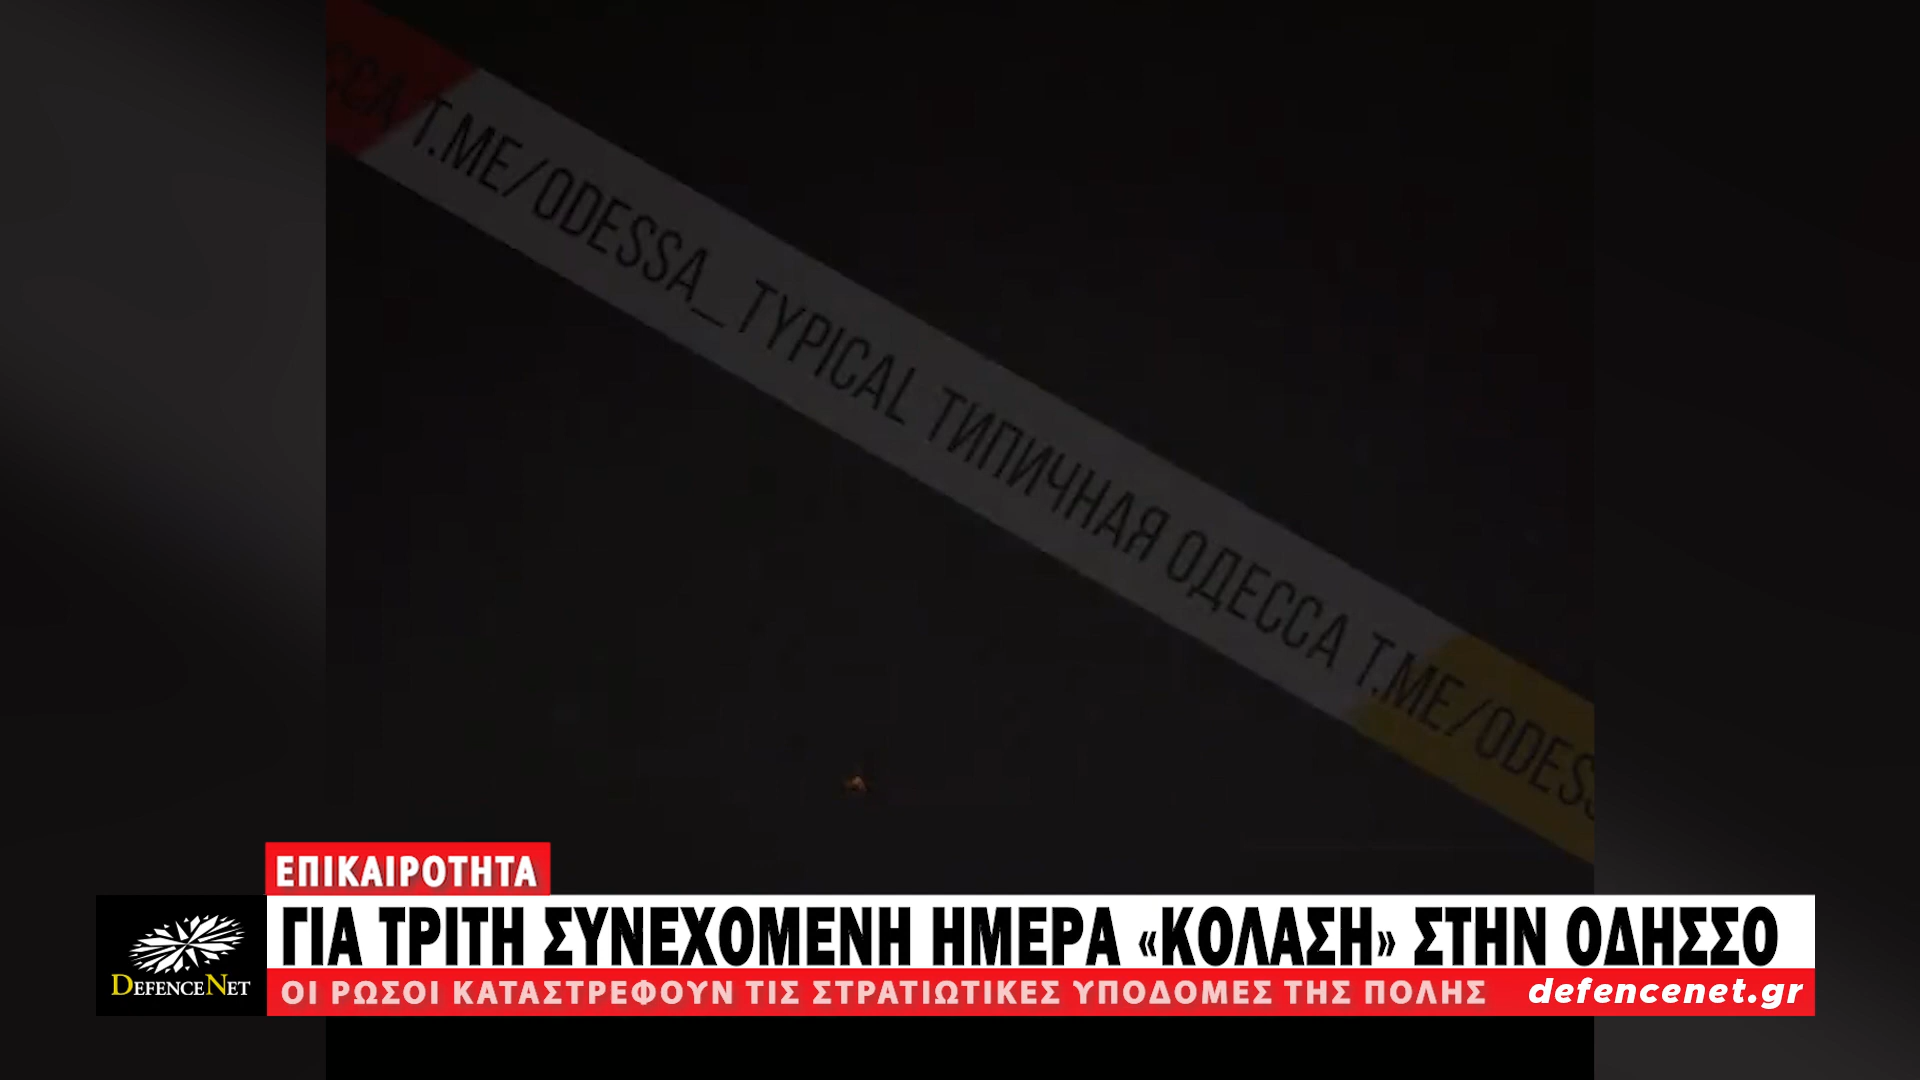 ССА T.ME/ODESSA_TYPICAL ТИПИЧНАЯ ОДЕССА T.ME/ODESS
ΕΠΙΚΑΙΡΟΤΗΤΑ
ΓΙΑ ΤΡΙΤΗ ΣΥΝΕΧΟΜΕΝΗ ΗΜΕΡΑ «ΚΟΛΑΣΗ» ΣΤΗΝ ΟΔΗΣΣΟ
DEFENCENET
ΟΙ ΡΩΣΟΙ ΚΑΤΑΣΤΡΕΦΟΥΝ ΤΙΣ ΣΤΡΑΤΙΩΤΙΚΕΣ ΥΠΟΔΟΜΕΣ ΤΗΣ ΠΟΛΗΣ defencenet.gr